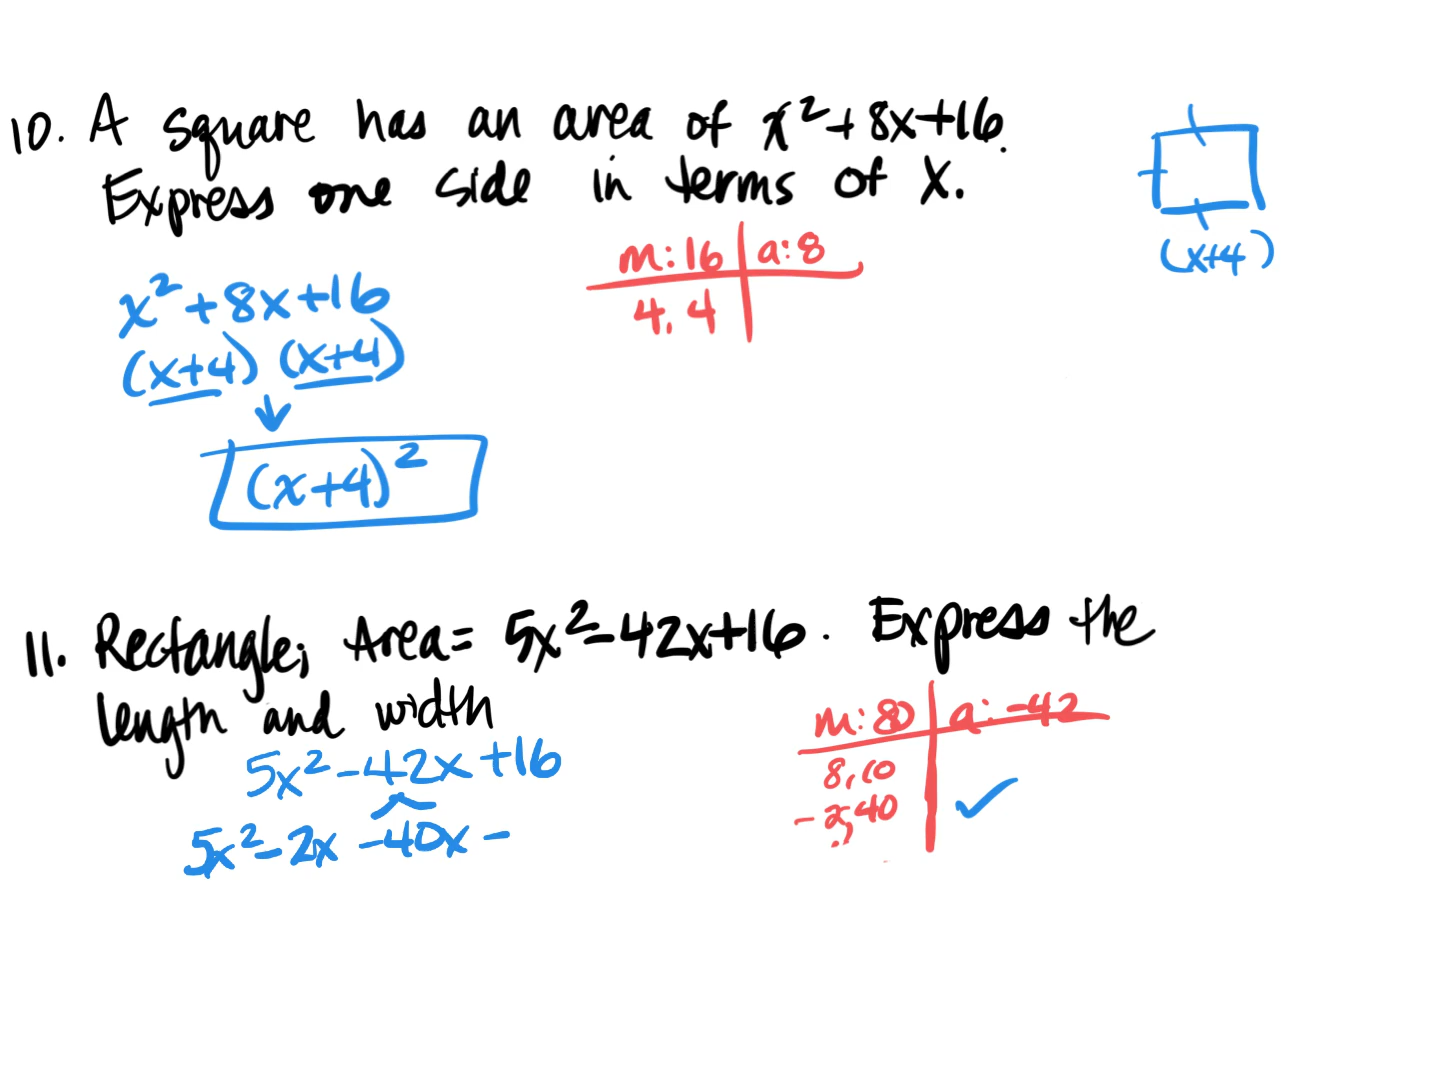 10. A square has an area of x²+8x+16.
Express one side in terms of x.
(x+4)
m:16 | a:8
4, 4
x²+8x+16
(x+4) (x+4)
(x+4)²
11. Rectangle; Area= 5x²-42x+16. Express the
length and width
m:80 | a:-42
8,10
-2,40
5x²-42x+16
5x²-2x-40x-